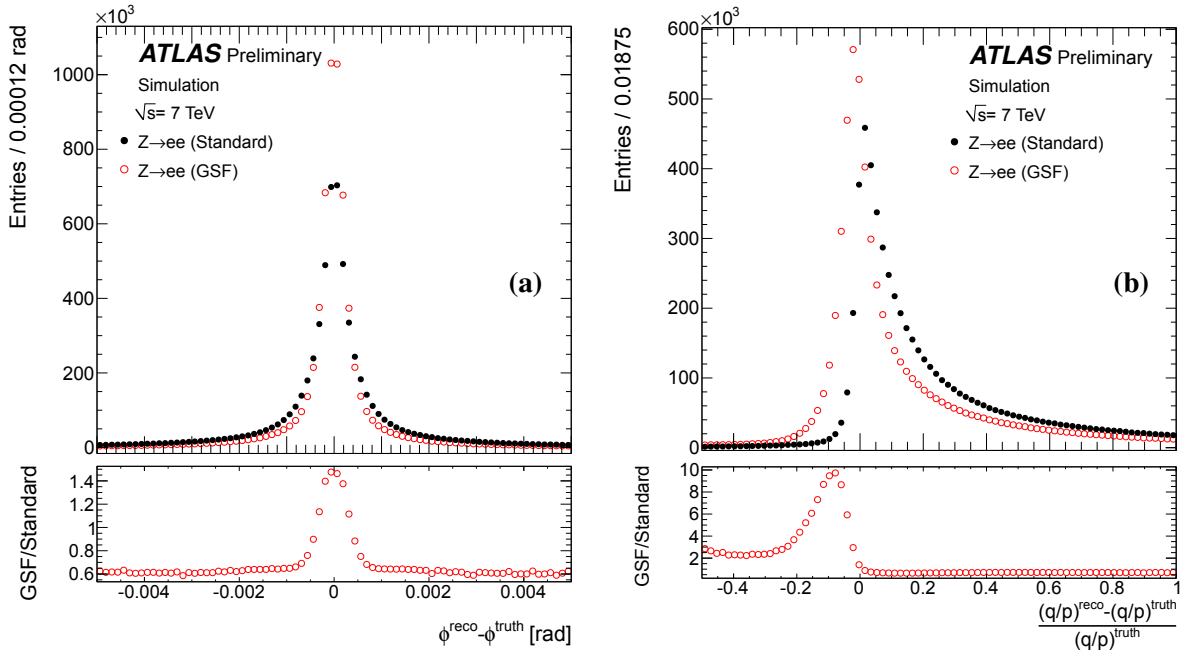 ×10³
Entries / 0.00012 rad
1000
800
600
400
200
0
ATLAS Preliminary
Simulation
√s= 7 TeV
Z→ee (Standard)
Z→ee (GSF)
(a)
GSF/Standard
1.4
1.2
1
0.8
0.6
-0.004 -0.002 0 0.002 0.004
ϕ^reco-ϕ^truth [rad]
×10³
Entries / 0.01875
600
500
400
300
200
100
0
ATLAS Preliminary
Simulation
√s= 7 TeV
Z→ee (Standard)
Z→ee (GSF)
(b)
GSF/Standard
10
8
6
4
2
-0.4 -0.2 0 0.2 0.4 0.6 0.8 1
(q/p)^reco-(q/p)^truth
(q/p)^truth